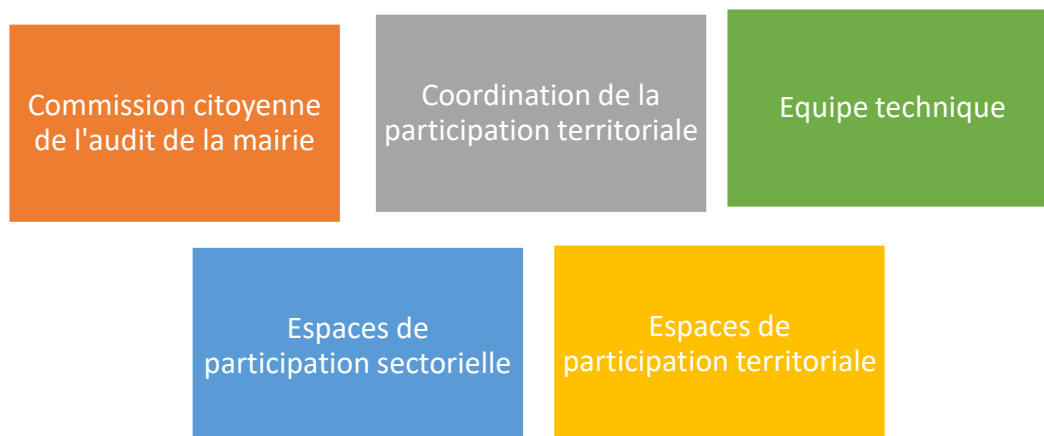 Commission citoyenne
de l'audit de la mairie
Coordination de la
participation territoriale
Equipe technique
Espaces de
participation sectorielle
Espaces de
participation territoriale